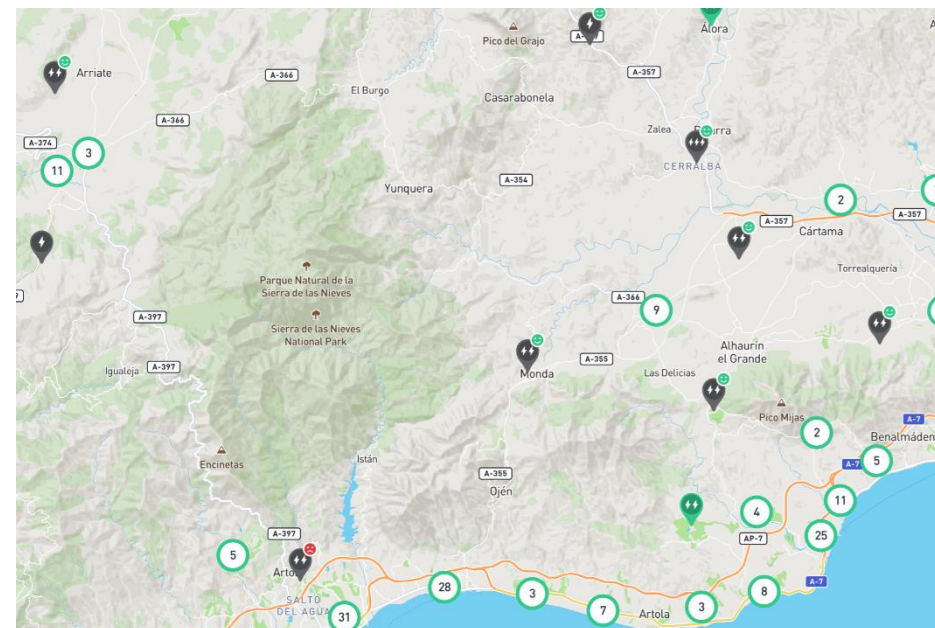 Álora
Pico del Grajo
A-357
Arriate
A-366
El Burgo
Casarabonela
A-366
Zalea
A-374
3
11
CERRALBA
Yunquera
A-354
2
A-357
A-357
Cártama
Torrealquería
Parque Natural de la
Sierra de las Nieves
A-366
9
A-397
Sierra de las Nieves
National Park
Alhaurín
el Grande
A-355
Igualeja
A-397
Monda
Las Delicias
Pico Mijas
A-7
2
Benalmáden
Encinetas
Istán
A-7
5
A-355
Ojén
11
4
A-397
25
AP-7
5
A-7
SALTO
DEL AGUA
28
3
8
31
7
Artola
3